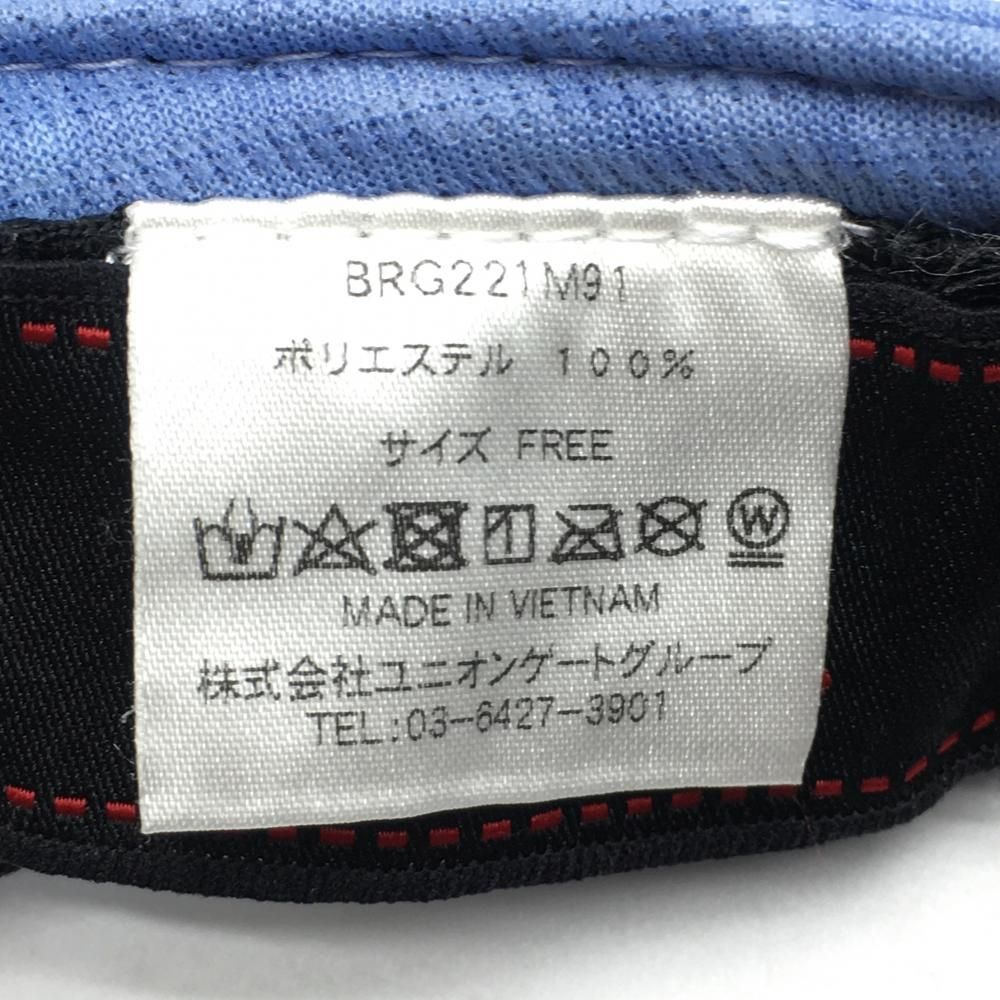 BRG221M91
ポリエステル 100%
サイズ FREE
W
MADE IN VIETNAM
株式会社ユニオンゲートグループ
TEL:03-6427-3901